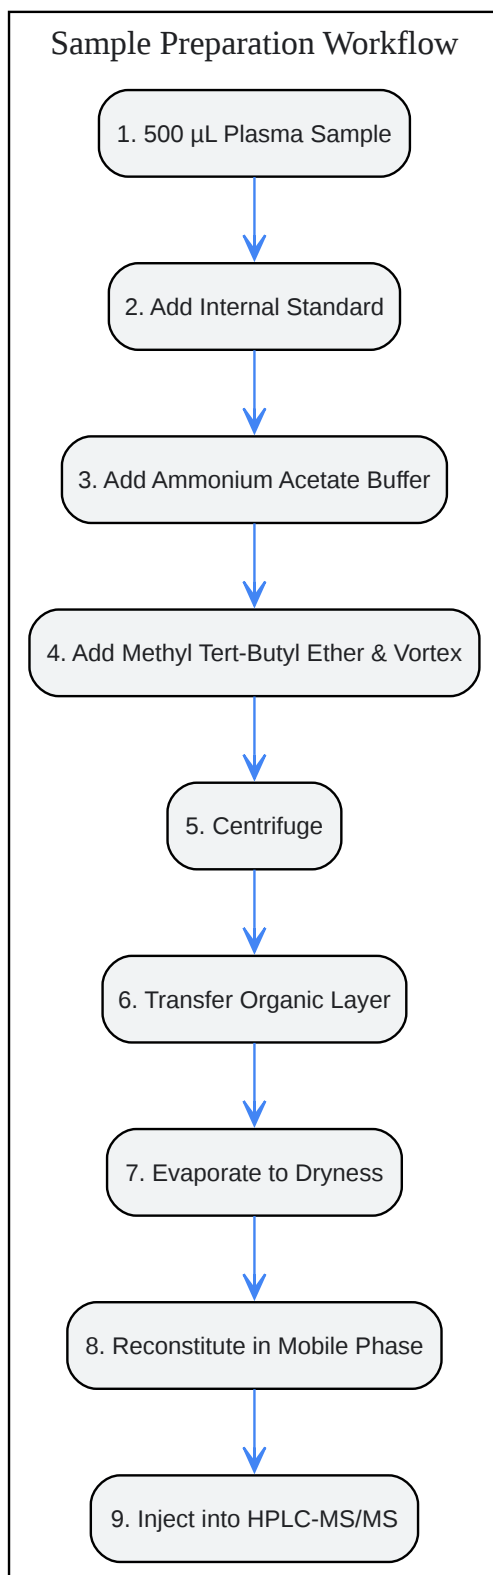 Sample Preparation Workflow
1. 500 µL Plasma Sample
2. Add Internal Standard
3. Add Ammonium Acetate Buffer
4. Add Methyl Tert-Butyl Ether & Vortex
5. Centrifuge
6. Transfer Organic Layer
7. Evaporate to Dryness
8. Reconstitute in Mobile Phase
9. Inject into HPLC-MS/MS